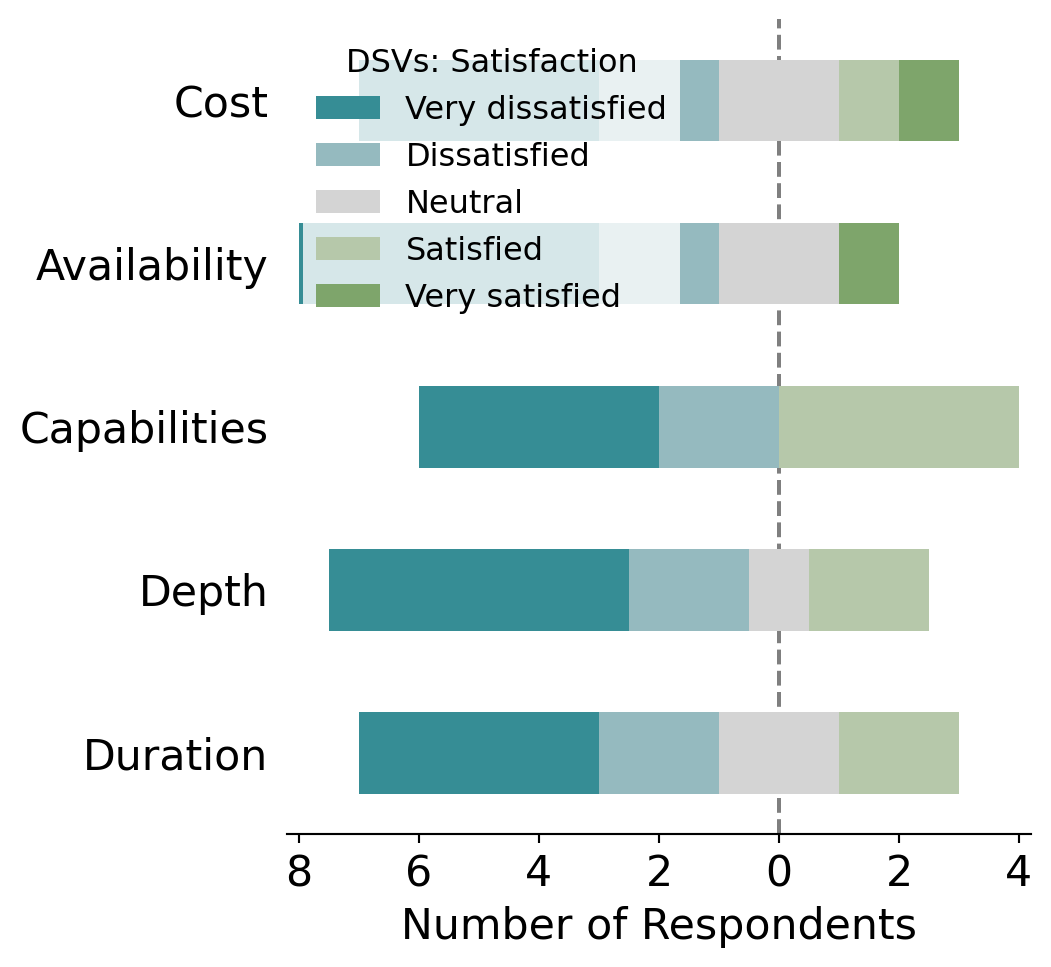 DSVs: Satisfaction
Cost
Very dissatisfied
Dissatisfied
Neutral
Satisfied
Availability
Very satisfied
Capabilities
Depth
Duration
8 6 4 2 0 2 4
Number of Respondents